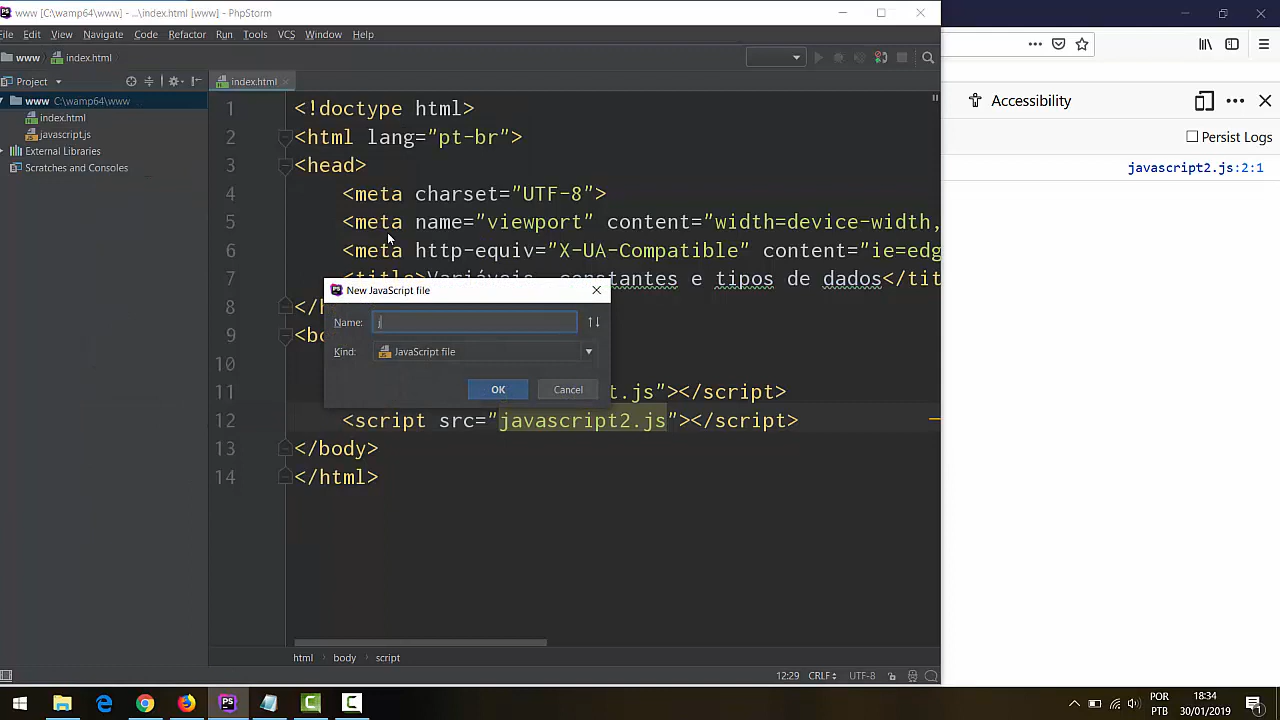 www [C:\wamp64\www] - ...\index.html [www] - PhpStorm
Edit View Navigate Code Refactor Run Tools VCS Window Help
www index.html
Project
index.html
www C:\wamp64\www
index.html
javascript.js
External Libraries
Scratches and Consoles
1 <!doctype html>
2 <html lang="pt-br">
3 <head>
4 <meta charset="UTF-8">
5 <meta name="viewport" content="width=device-width,
6 <meta http-equiv="X-UA-Compatible" content="ie=edg
7 <title>Variáveis, constantes e tipos de dados</tit
8
9
10
11 t.js"></script>
12 <script src="javascript2.js"></script>
13 </body>
14 </html>
New JavaScript file
Name: j
Kind: JavaScript file
OK Cancel
html body script
12:29 CRLF UTF-8
Accessibility
Persist Logs
javascript2.js:2:1
POR
PTB
18:34
30/01/2019
1